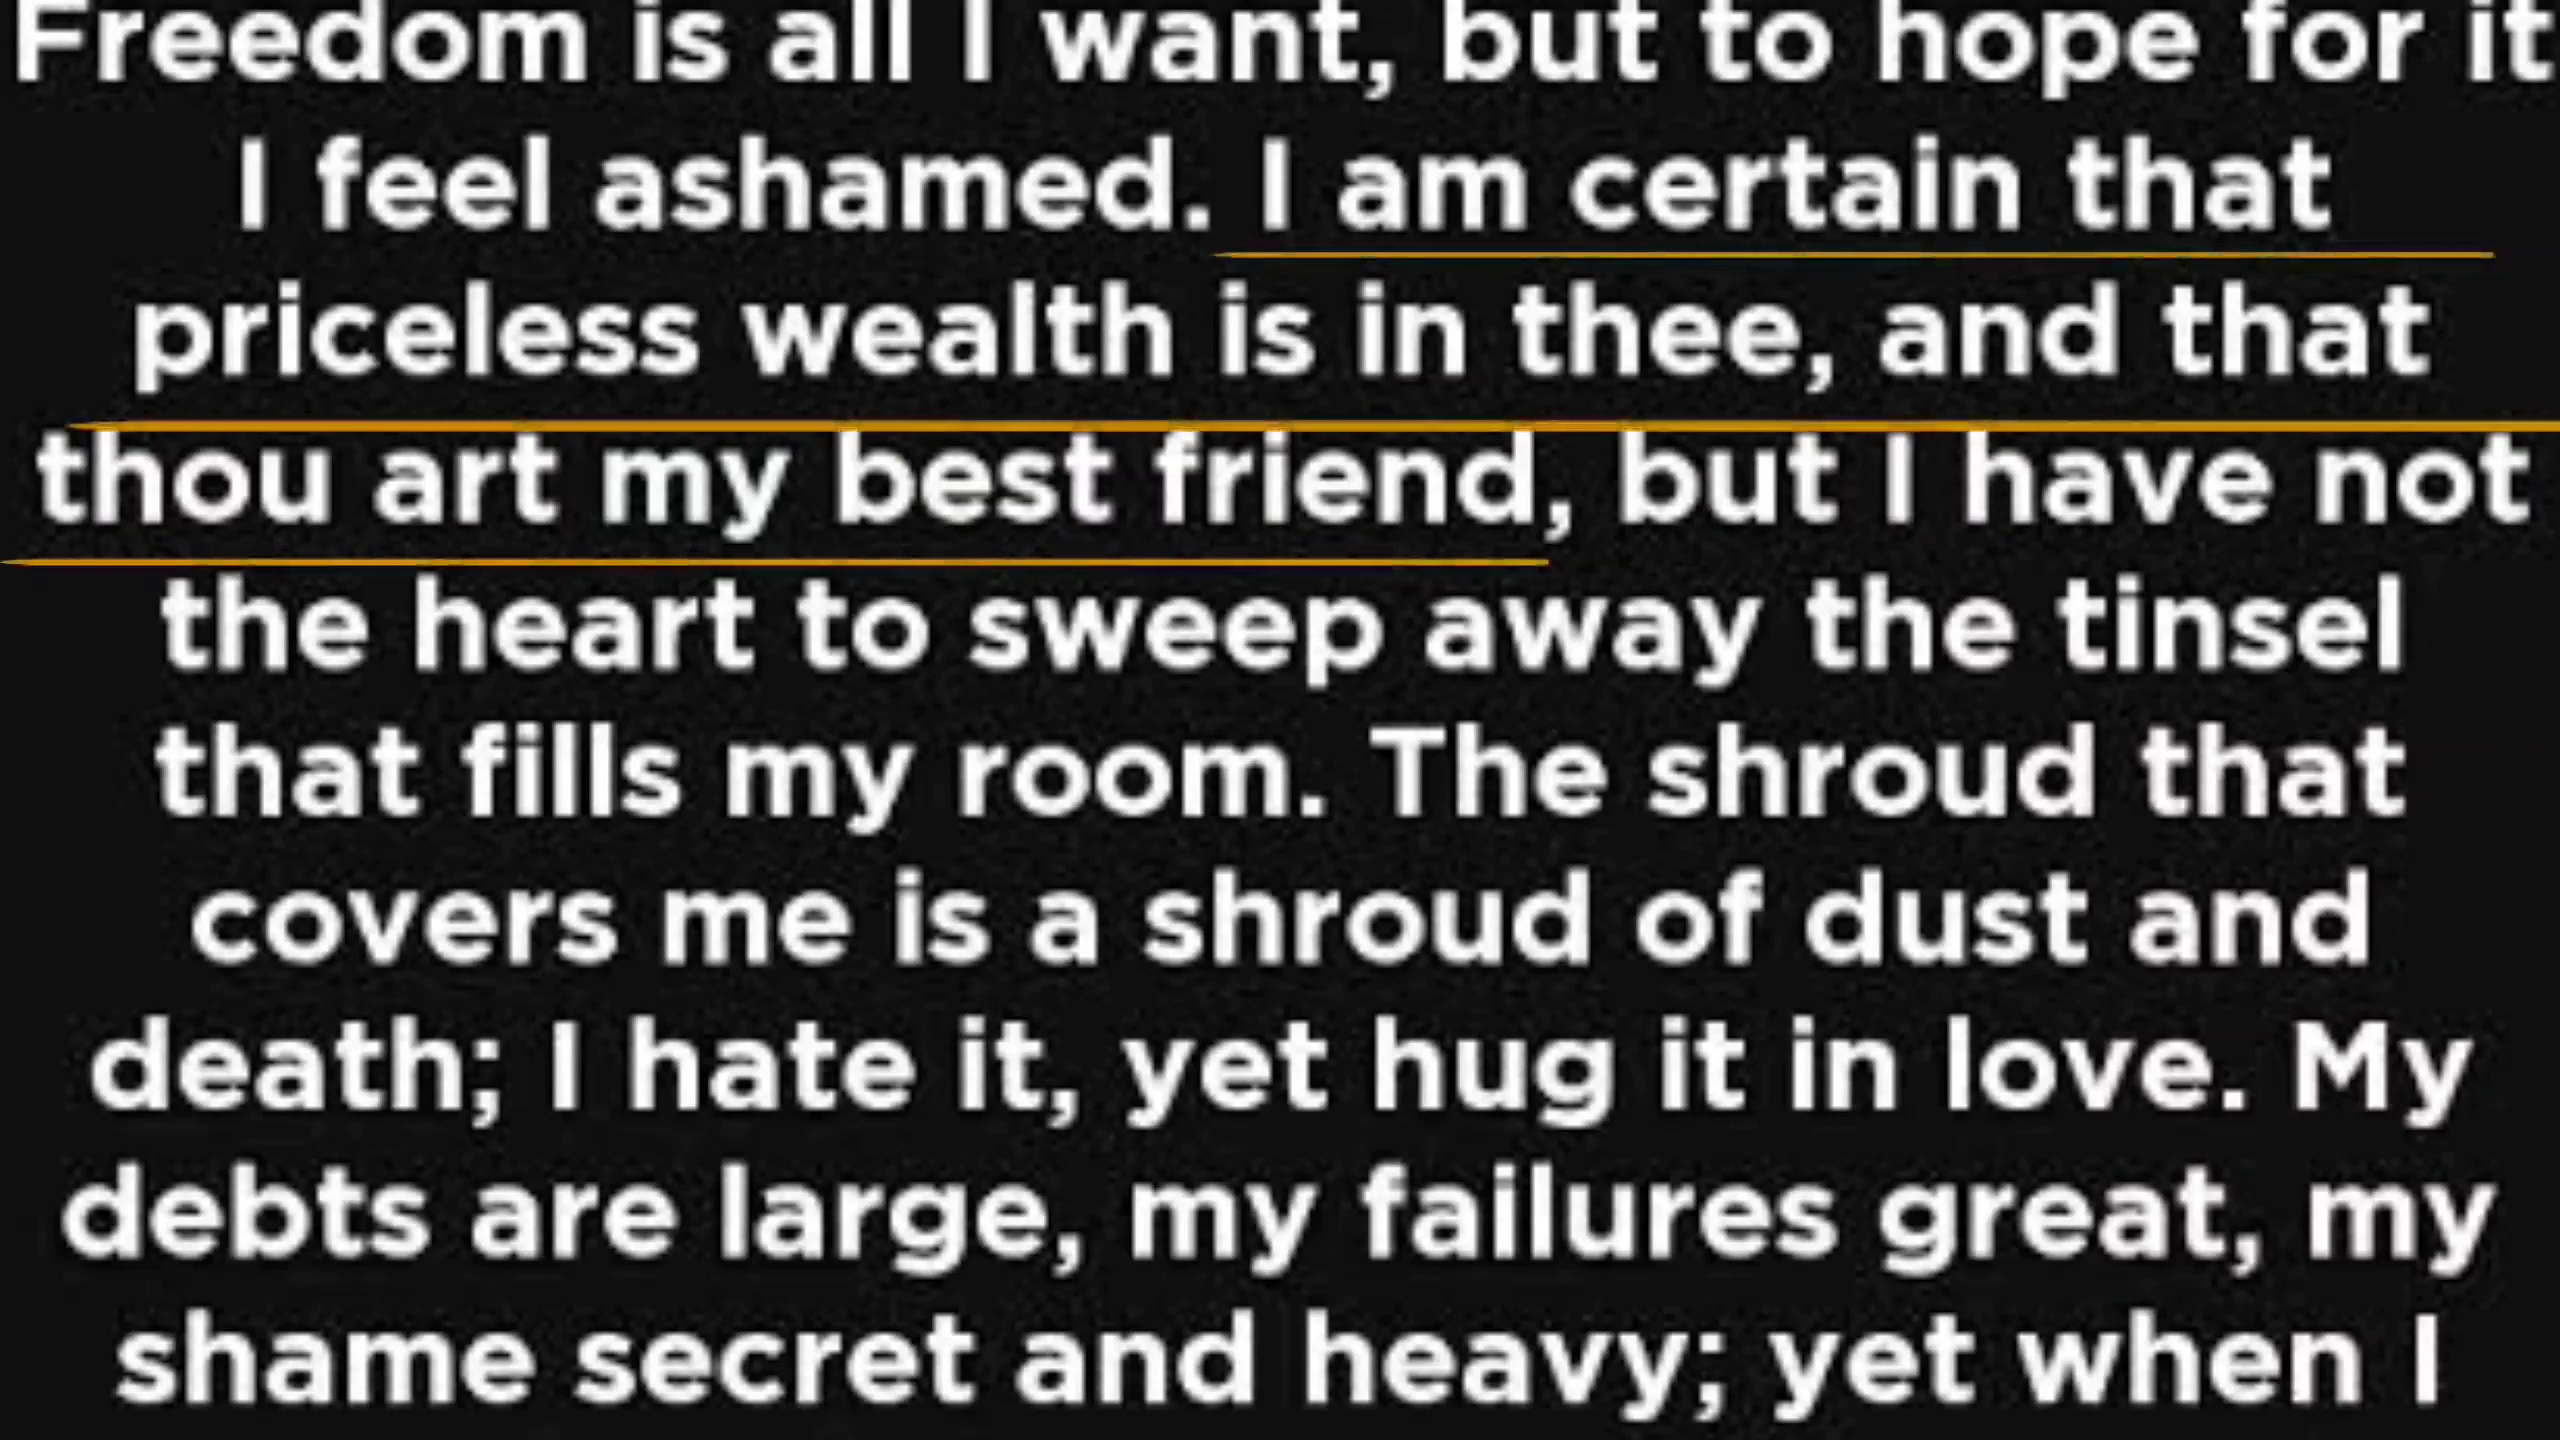 Freedom is all I want, but to hope for it
I feel ashamed. I am certain that
priceless wealth is in thee, and that
thou art my best friend, but I have not
the heart to sweep away the tinsel
that fills my room. The shroud that
covers me is a shroud of dust and
death; I hate it, yet hug it in love. My
debts are large, my failures great, my
shame secret and heavy; yet when I